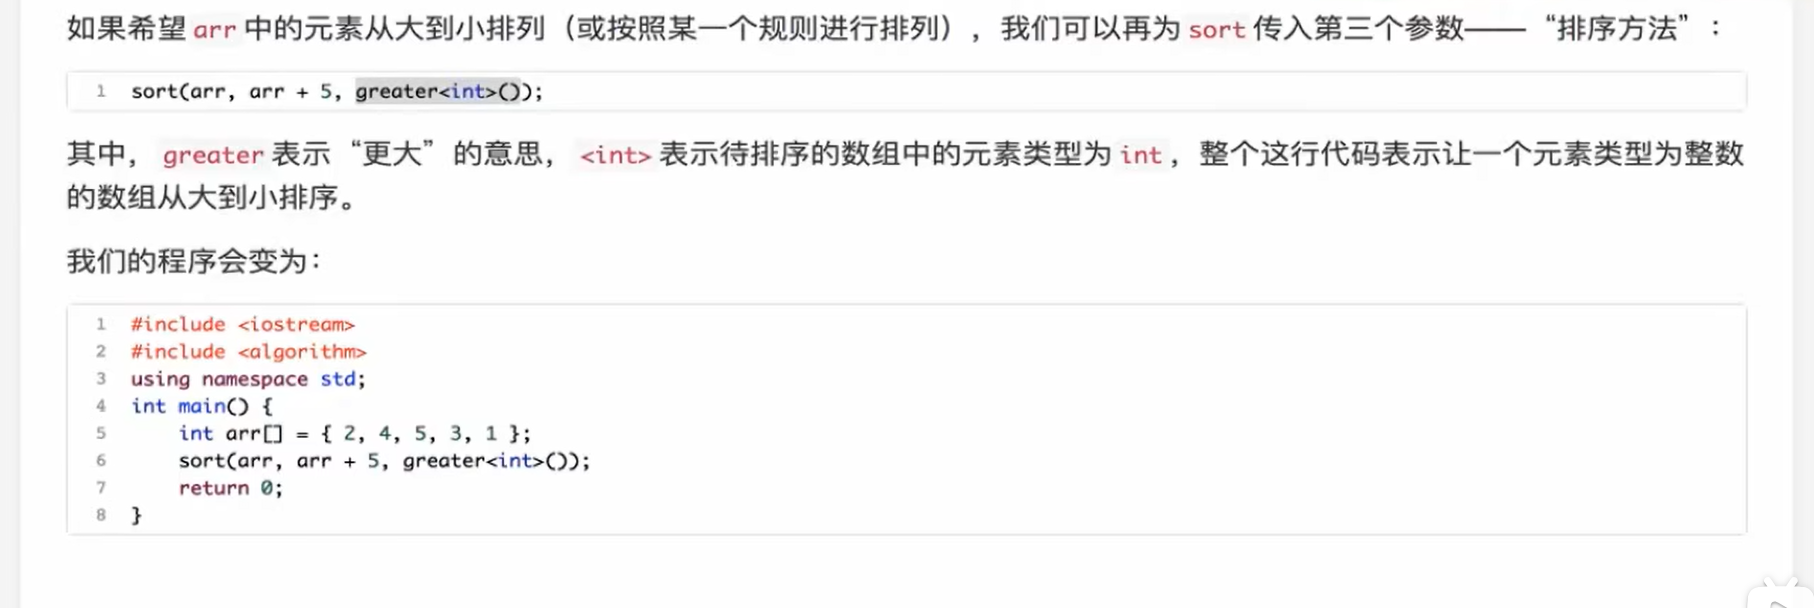 如果希望 arr 中的元素从大到小排列（或按照某一个规则进行排列），我们可以再为 sort 传入第三个参数——“排序方法”：
1 sort(arr, arr + 5, greater<int>());
其中， greater 表示“更大”的意思， <int> 表示待排序的数组中的元素类型为 int ，整个这行代码表示让一个元素类型为整数
的数组从大到小排序。
我们的程序会变为：
1 #include <iostream>
2 #include <algorithm>
3 using namespace std;
4 int main() {
5     int arr[] = { 2, 4, 5, 3, 1 };
6     sort(arr, arr + 5, greater<int>());
7     return 0;
8 }